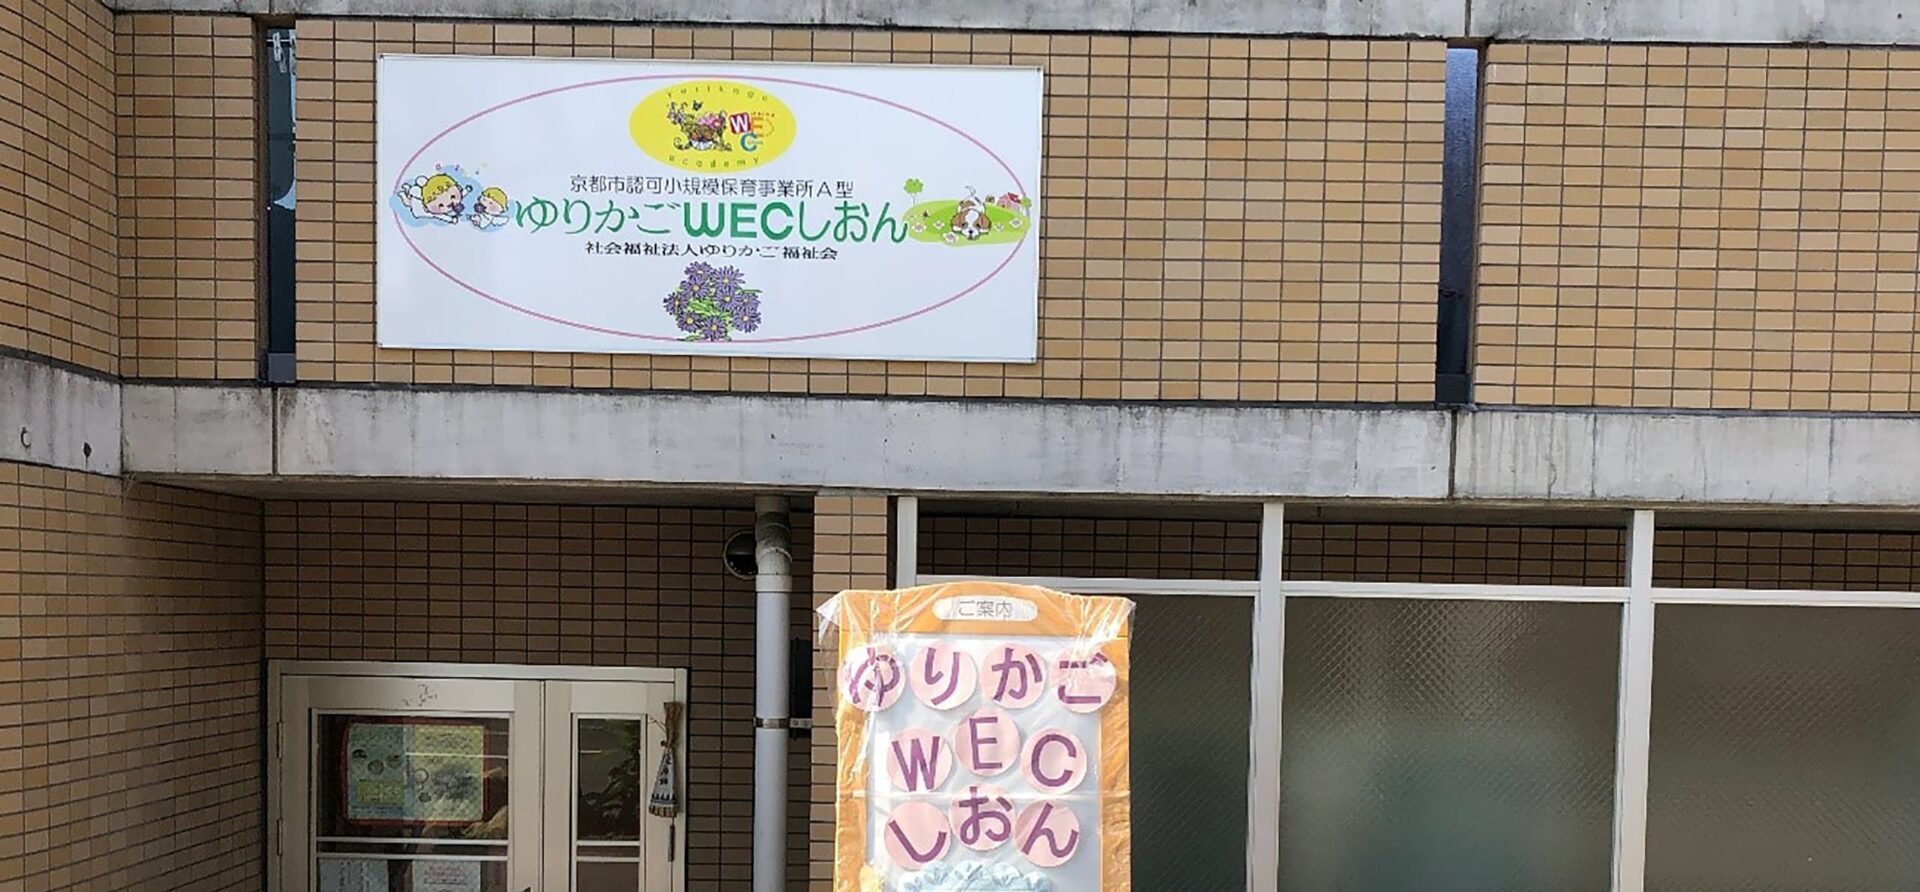 yurikago
WEC
academy
京都市認可小規模保育事業所A型
ゆりかごWECしおん
社会福祉法人ゆりかご福祉会
ご案内
ゆりかご
WEC
しおん